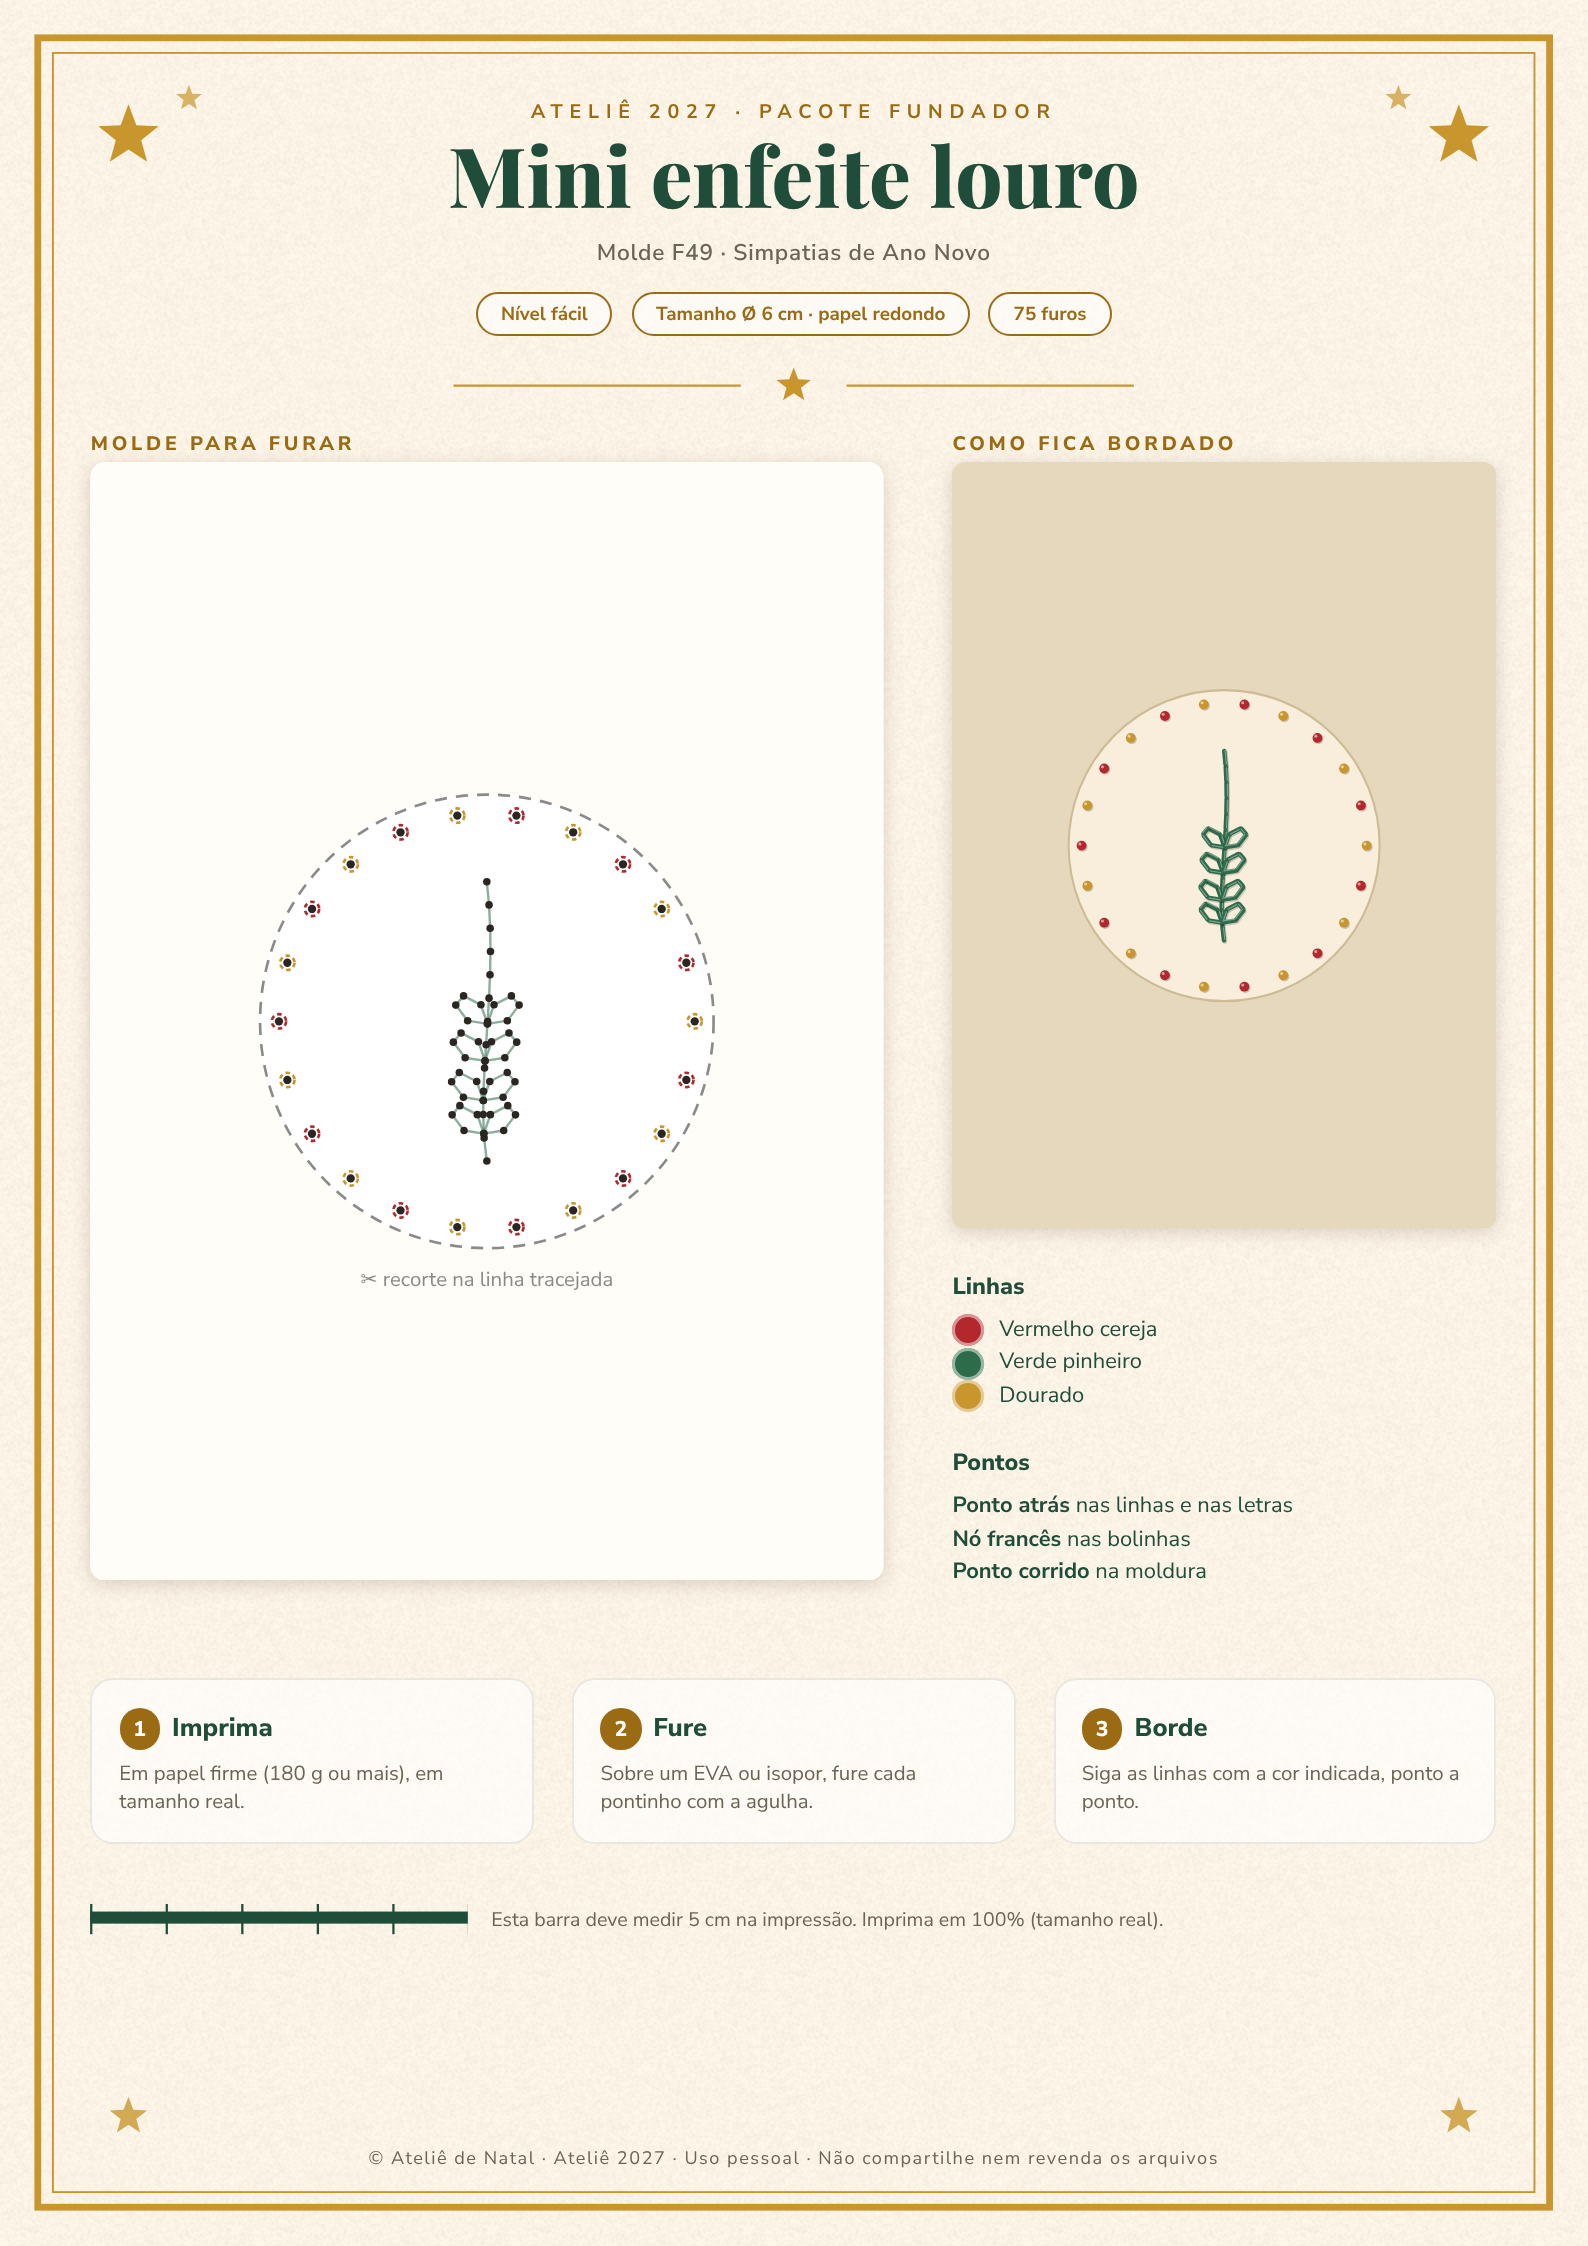 ATELIÊ 2027 · PACOTE FUNDADOR
Mini enfeite louro
Molde F49 · Simpatias de Ano Novo
Nível fácil
Tamanho Ø 6 cm · papel redondo
75 furos
MOLDE PARA FURAR
✂ recorte na linha tracejada
COMO FICA BORDADO
Linhas
Vermelho cereja
Verde pinheiro
Dourado
Pontos
Ponto atrás nas linhas e nas letras
Nó francês nas bolinhas
Ponto corrido na moldura
1 Imprima
Em papel firme (180 g ou mais), em
tamanho real.
2 Fure
Sobre um EVA ou isopor, fure cada
pontinho com a agulha.
3 Borde
Siga as linhas com a cor indicada, ponto a
ponto.
Esta barra deve medir 5 cm na impressão. Imprima em 100% (tamanho real).
© Ateliê de Natal · Ateliê 2027 · Uso pessoal · Não compartilhe nem revenda os arquivos